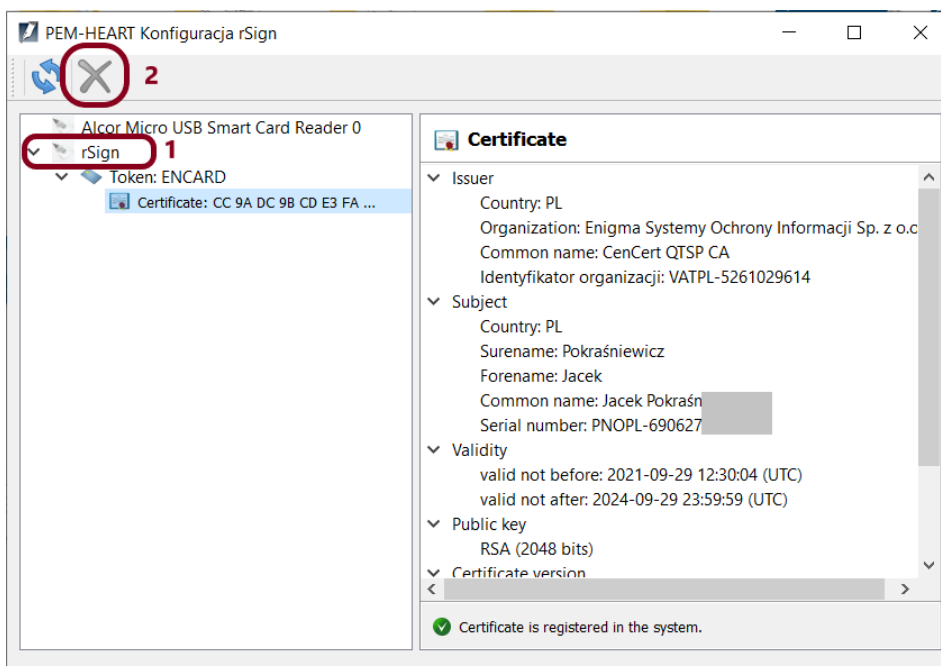 PEM-HEART Konfiguracja rSign
2
Alcor Micro USB Smart Card Reader 0
rSign
1
Token: ENCARD
Certificate: CC 9A DC 9B CD E3 FA ...
Certificate
Issuer
Country: PL
Organization: Enigma Systemy Ochrony Informacji Sp. z o.c
Common name: CenCert QTSP CA
Identyfikator organizacji: VATPL-5261029614
Subject
Country: PL
Surename: Pokraśniewicz
Forename: Jacek
Common name: Jacek Pokraśn
Serial number: PNOPL-690627
Validity
valid not before: 2021-09-29 12:30:04 (UTC)
valid not after: 2024-09-29 23:59:59 (UTC)
Public key
RSA (2048 bits)
Certificate version
Certificate is registered in the system.